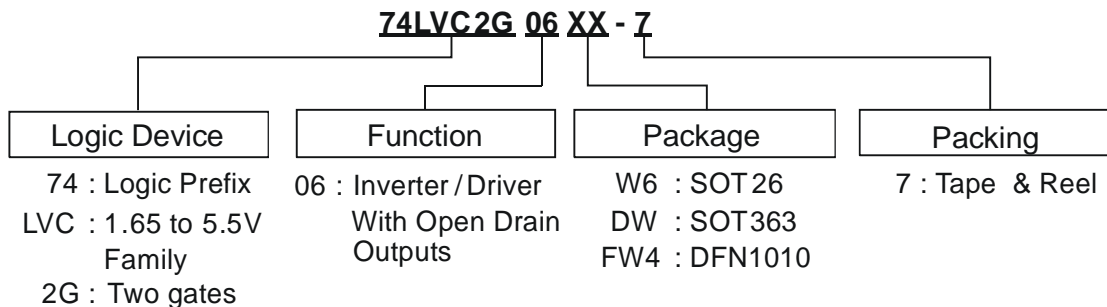 74LVC2G 06 XX - 7
Logic Device
74 : Logic Prefix
LVC : 1.65 to 5.5V
Family
2G : Two gates
Function
06 : Inverter / Driver
With Open Drain
Outputs
Package
W6 : SOT26
DW : SOT363
FW4 : DFN1010
Packing
7 : Tape & Reel